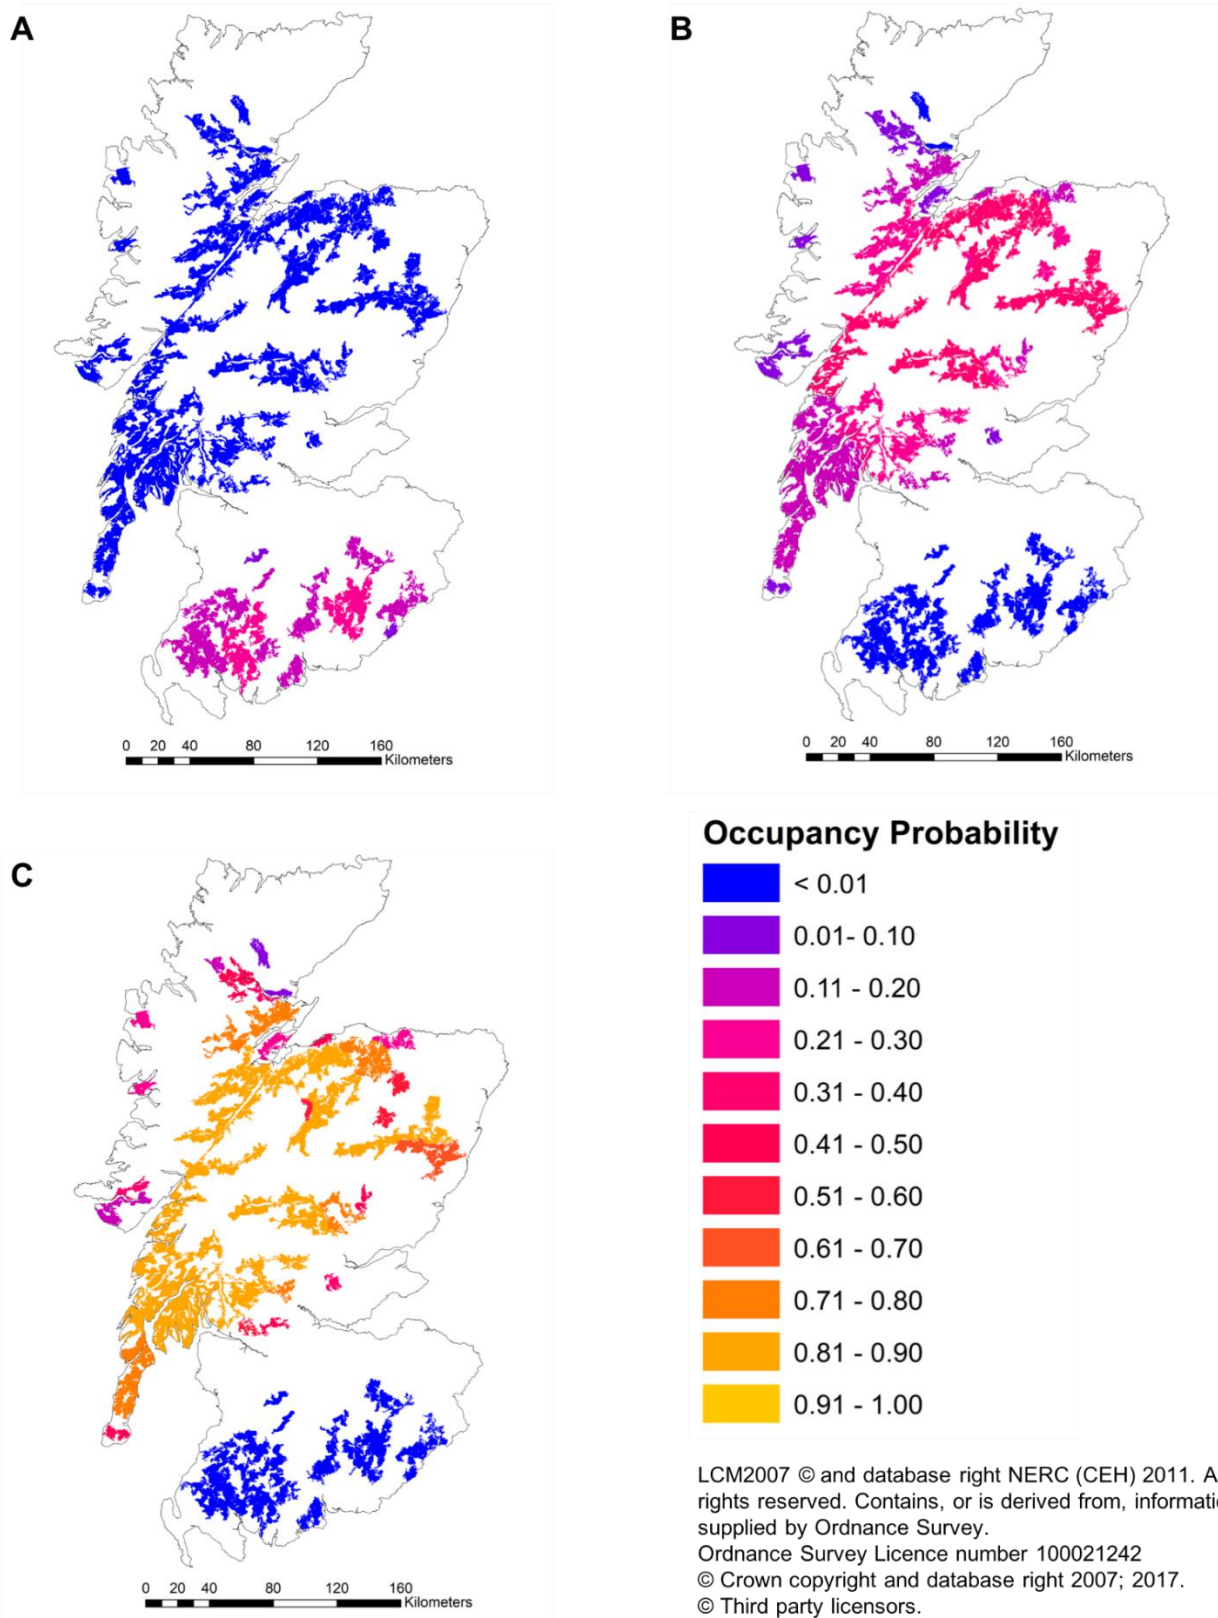 A
B
0 20 40 80 120 160
Kilometers
0 20 40 80 120 160
Kilometers
C
Occupancy Probability
< 0.01
0.01- 0.10
0.11 - 0.20
0.21 - 0.30
0.31 - 0.40
0.41 - 0.50
0.51 - 0.60
0.61 - 0.70
0.71 - 0.80
0.81 - 0.90
0.91 - 1.00
0 20 40 80 120 160
Kilometers
LCM2007 © and database right NERC (CEH) 2011. A
rights reserved. Contains, or is derived from, informati
supplied by Ordnance Survey.
Ordnance Survey Licence number 100021242
© Crown copyright and database right 2007; 2017.
© Third party licensors.